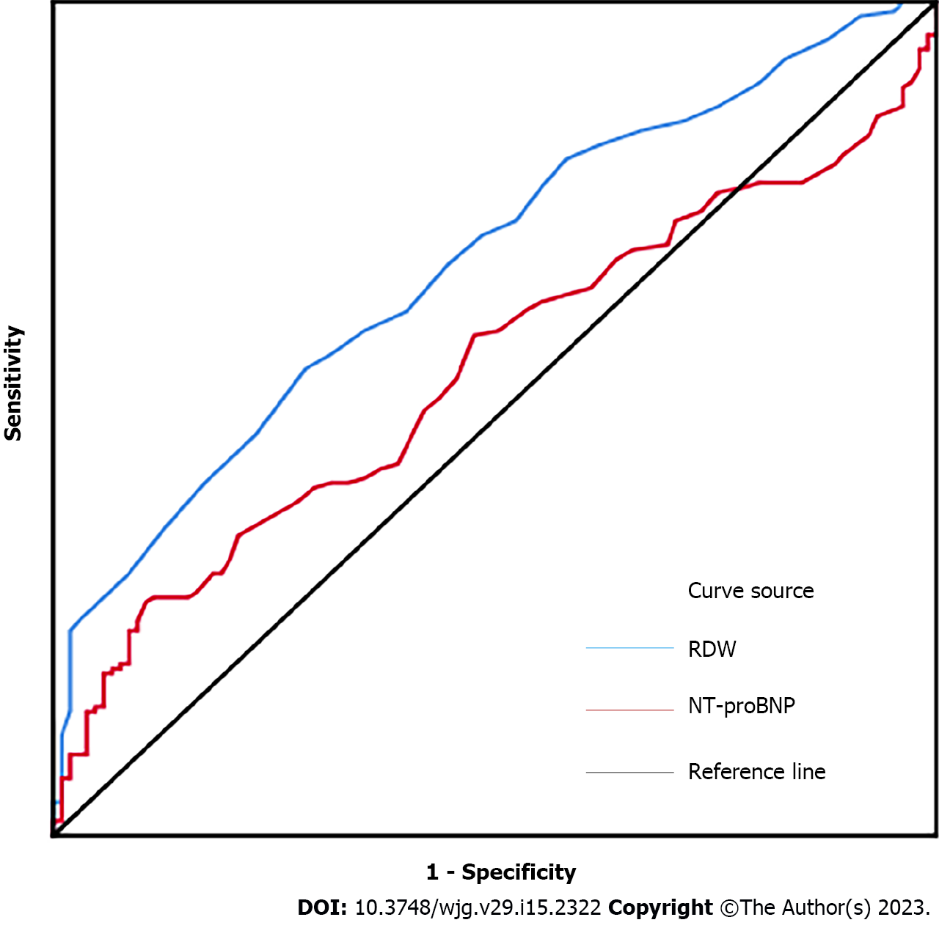 Sensitivity
Curve source
RDW
NT-proBNP
Reference line
1 - Specificity
DOI: 10.3748/wjg.v29.i15.2322 Copyright ©The Author(s) 2023.